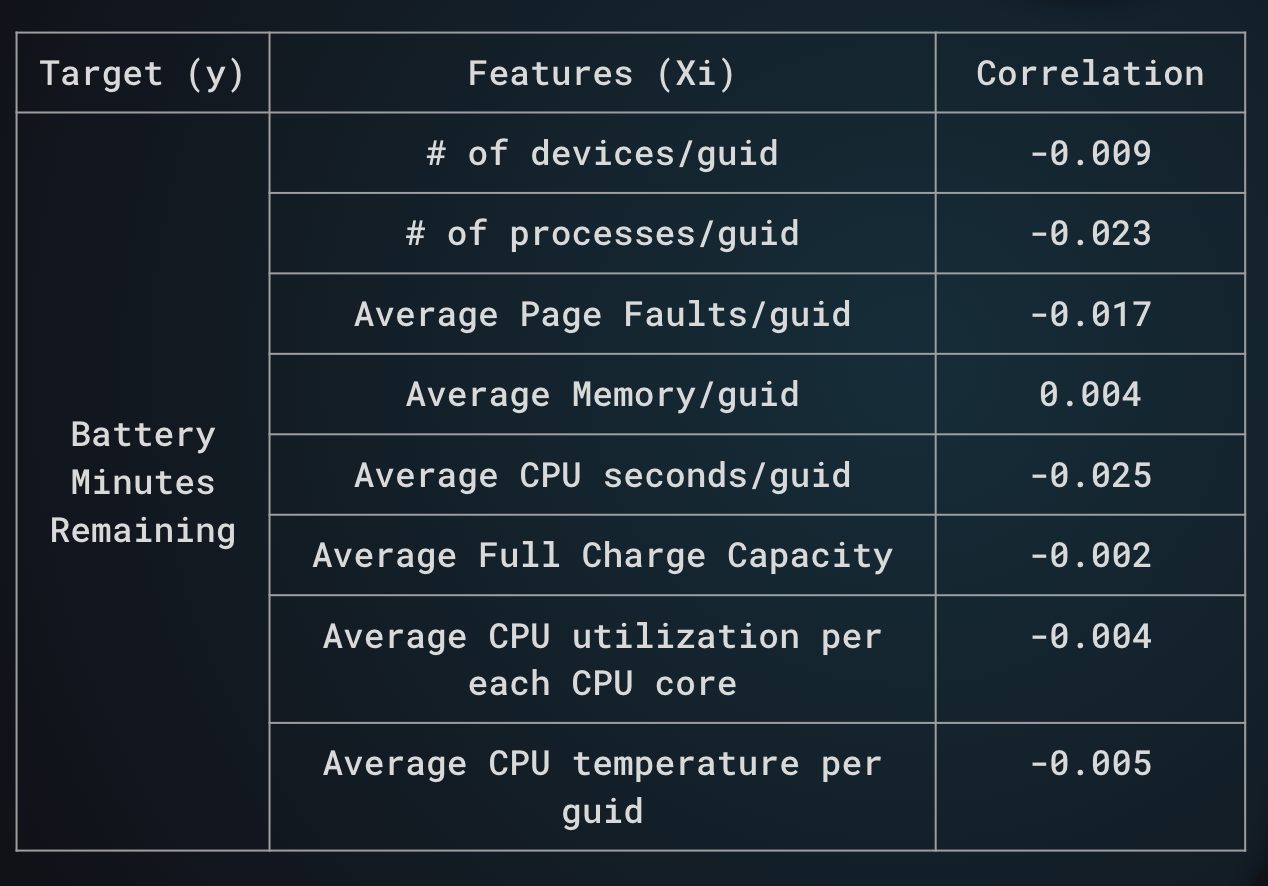 Target (y)
Features (Xi)
Correlation
Battery
Minutes
Remaining
# of devices/guid
-0.009
# of processes/guid
-0.023
Average Page Faults/guid
-0.017
Average Memory/guid
0.004
Average CPU seconds/guid
-0.025
Average Full Charge Capacity
-0.002
Average CPU utilization per
each CPU core
-0.004
Average CPU temperature per
guid
-0.005